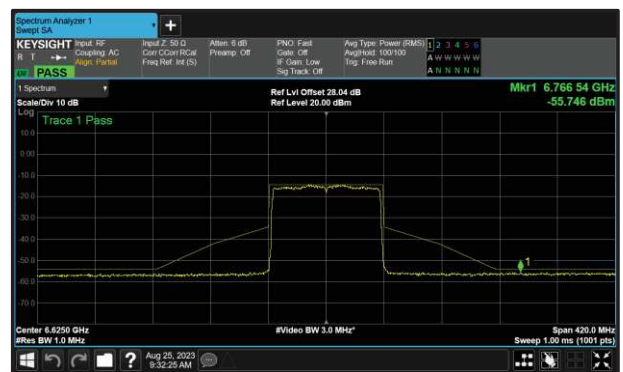 Spectrum Analyzer 1
Swept SA
+
KEYSIGHT
R T
PASS
Input: RF
Coupling: AC
Align: Partial
Input Z: 50 Ω
Corr CCorr RCal
Freq Ref: Int (S)
Atten: 6 dB
Preamp: Off
PNO: Fast
Gate: Off
IF Gain: Low
Sig Track: Off
Avg Type: Power (RMS)
Avg|Hold: 100/100
Trig: Free Run
1 2 3 4 5 6
A W W W W W
A N N N N N
1 Spectrum
Scale/Div 10 dB
Log
Ref Lvl Offset 28.04 dB
Ref Level 20.00 dBm
Mkr1 6.766 54 GHz
-55.746 dBm
Trace 1 Pass
10.0
0.00
-10.0
-20.0
-30.0
-40.0
-50.0
-60.0
-70.0
1
Center 6.6250 GHz
#Res BW 1.0 MHz
#Video BW 3.0 MHz*
Span 420.0 MHz
Sweep 1.00 ms (1001 pts)
?
Aug 25, 2023
9:32:25 AM